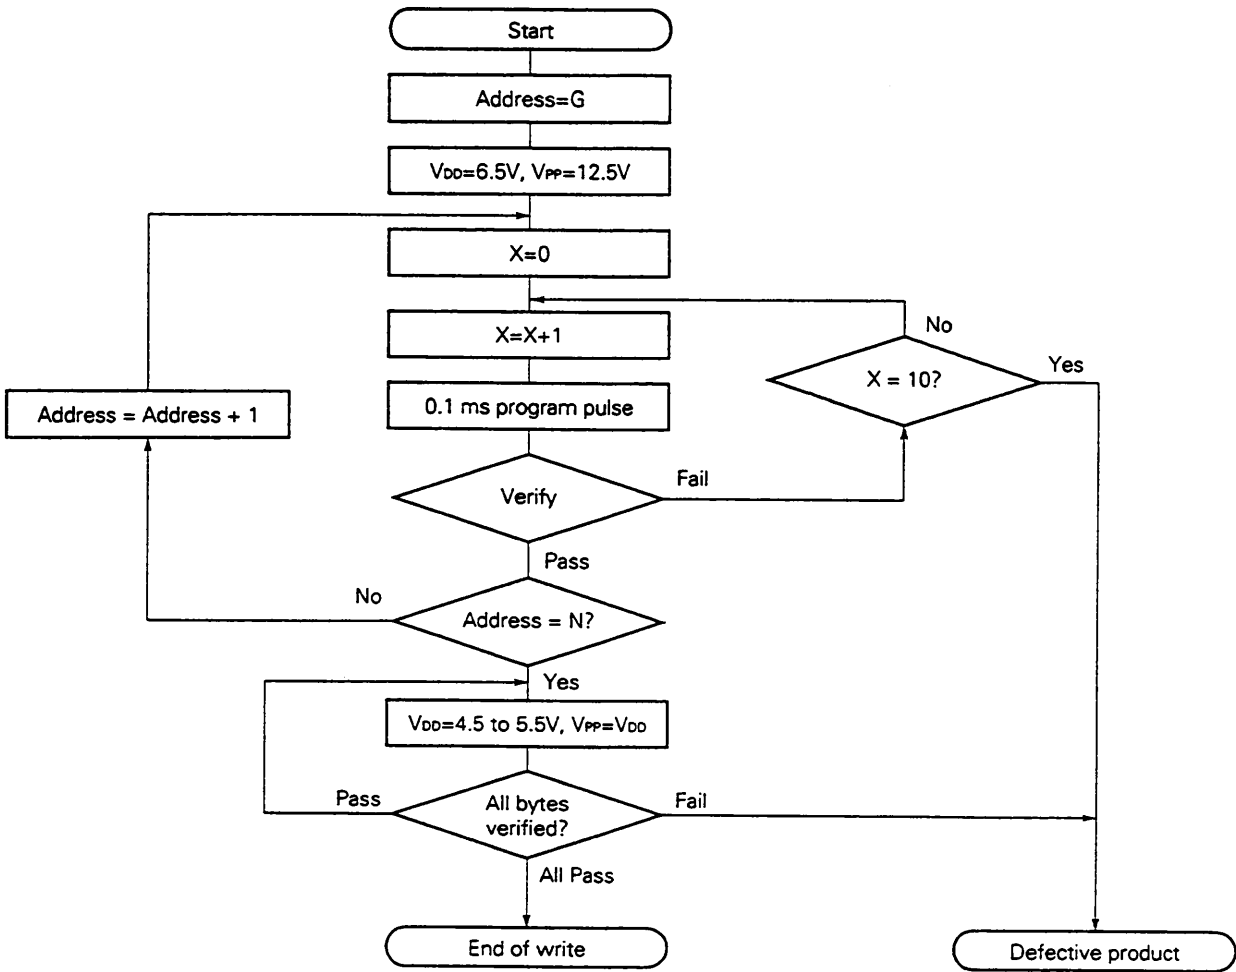 Start
Address=G
VDD=6.5V, VPP=12.5V
X=0
X=X+1
No
X = 10?
Yes
Address = Address + 1
0.1 ms program pulse
Verify
Fail
Pass
No
Address = N?
Yes
VDD=4.5 to 5.5V, VPP=VDD
Pass
All bytes
verified?
Fail
All Pass
End of write
Defective product